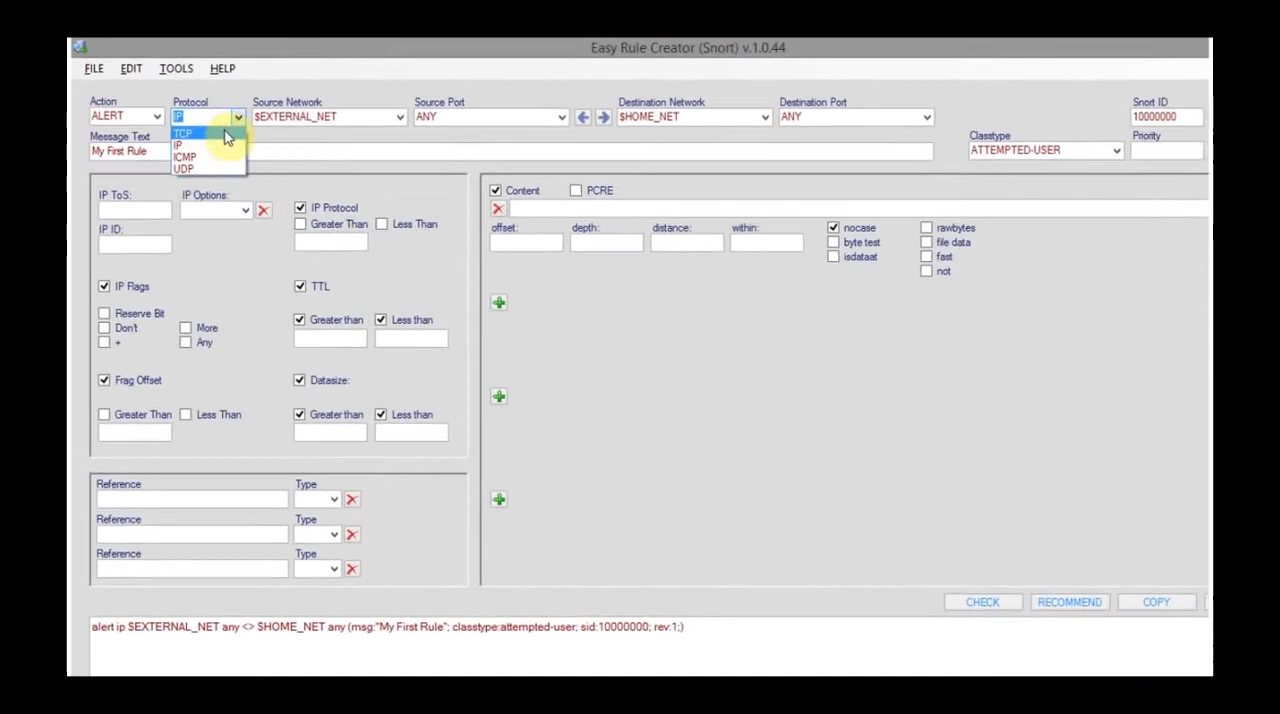 Easy Rule Creator (Snort) v.1.0.44
FILE EDIT TOOLS HELP
Action Protocol Source Network Source Port Destination Network Destination Port Snort ID
ALERT IP $EXTERNAL_NET ANY $HOME_NET ANY 10000000
TCP
IP
ICMP
UDP
Message Text Classtype Priority
My First Rule ATTEMPTED-USER
IP ToS: IP Options:
IP Protocol
Greater Than Less Than
IP ID:
IP Flags TTL
Reserve Bit
Don't More
+ Any
Greater than Less than
Frag Offset Datasize:
Greater Than Less Than Greater than Less than
Reference Type
Reference Type
Reference Type
Content PCRE
offset: depth: distance: within: nocase rawbytes
byte test file data
isdataat fast
not
CHECK RECOMMEND COPY
alert ip $EXTERNAL_NET any <> $HOME_NET any (msg:"My First Rule"; classtype:attempted-user; sid:10000000; rev:1;)